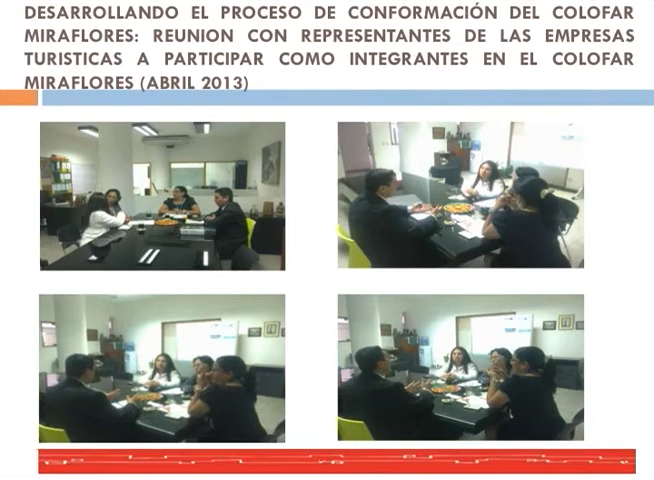 DESARROLLANDO EL PROCESO DE CONFORMACIÓN DEL COLOFAR
MIRAFLORES: REUNION CON REPRESENTANTES DE LAS EMPRESAS
TURISTICAS A PARTICIPAR COMO INTEGRANTES EN EL COLOFAR
MIRAFLORES (ABRIL 2013)